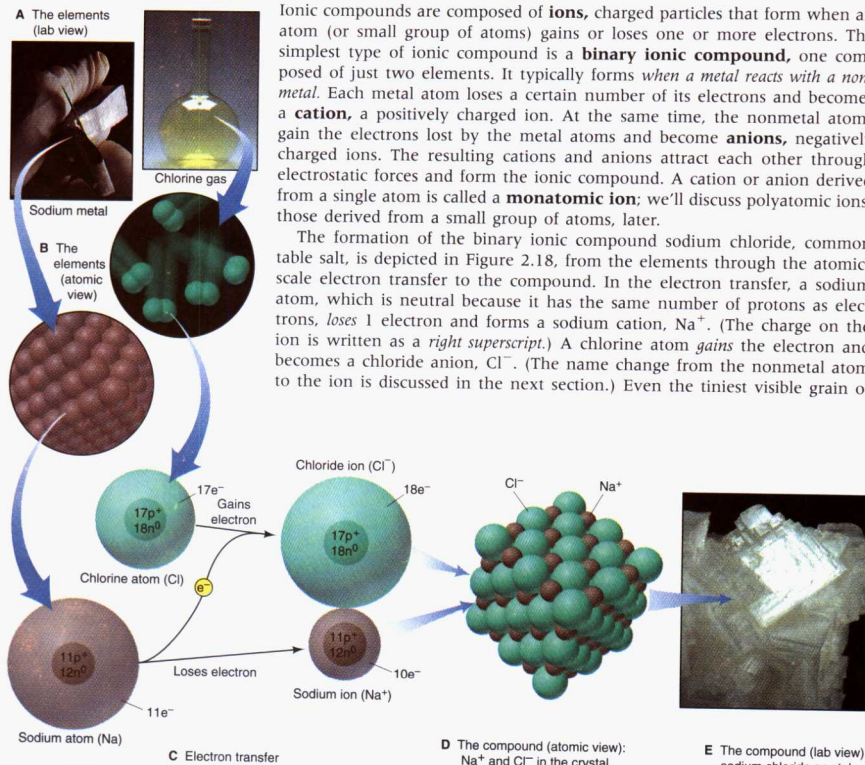 Ionic compounds are composed of ions, charged particles that form when a
atom (or small group of atoms) gains or loses one or more electrons. Th
simplest type of ionic compound is a binary ionic compound, one com
posed of just two elements. It typically forms when a metal reacts with a non
metal. Each metal atom loses a certain number of its electrons and become
a cation, a positively charged ion. At the same time, the nonmetal atom
gain the electrons lost by the metal atoms and become anions, negativel
charged ions. The resulting cations and anions attract each other through
electrostatic forces and form the ionic compound. A cation or anion derived
from a single atom is called a monatomic ion; we'll discuss polyatomic ions
those derived from a small group of atoms, later.
The formation of the binary ionic compound sodium chloride, common
table salt, is depicted in Figure 2.18, from the elements through the atomic
scale electron transfer to the compound. In the electron transfer, a sodium
atom, which is neutral because it has the same number of protons as elec
trons, loses 1 electron and forms a sodium cation, Na⁺. (The charge on the
ion is written as a right superscript.) A chlorine atom gains the electron and
becomes a chloride anion, Cl⁻. (The name change from the nonmetal atom
to the ion is discussed in the next section.) Even the tiniest visible grain o
A The elements
(lab view)
Sodium metal
Chlorine gas
B The
elements
(atomic
view)
17e⁻
17p⁺
18n⁰
Chlorine atom (Cl)
Gains
electron
e⁻
Chloride ion (Cl⁻)
18e⁻
17p⁺
18n⁰
11p⁺
12n⁰
11e⁻
Sodium atom (Na)
Loses electron
11p⁺
12n⁰
10e⁻
Sodium ion (Na⁺)
C Electron transfer
Cl⁻
Na⁺
D The compound (atomic view):
Na⁺ and Cl⁻ in the crystal
E The compound (lab view)
sodium chloride